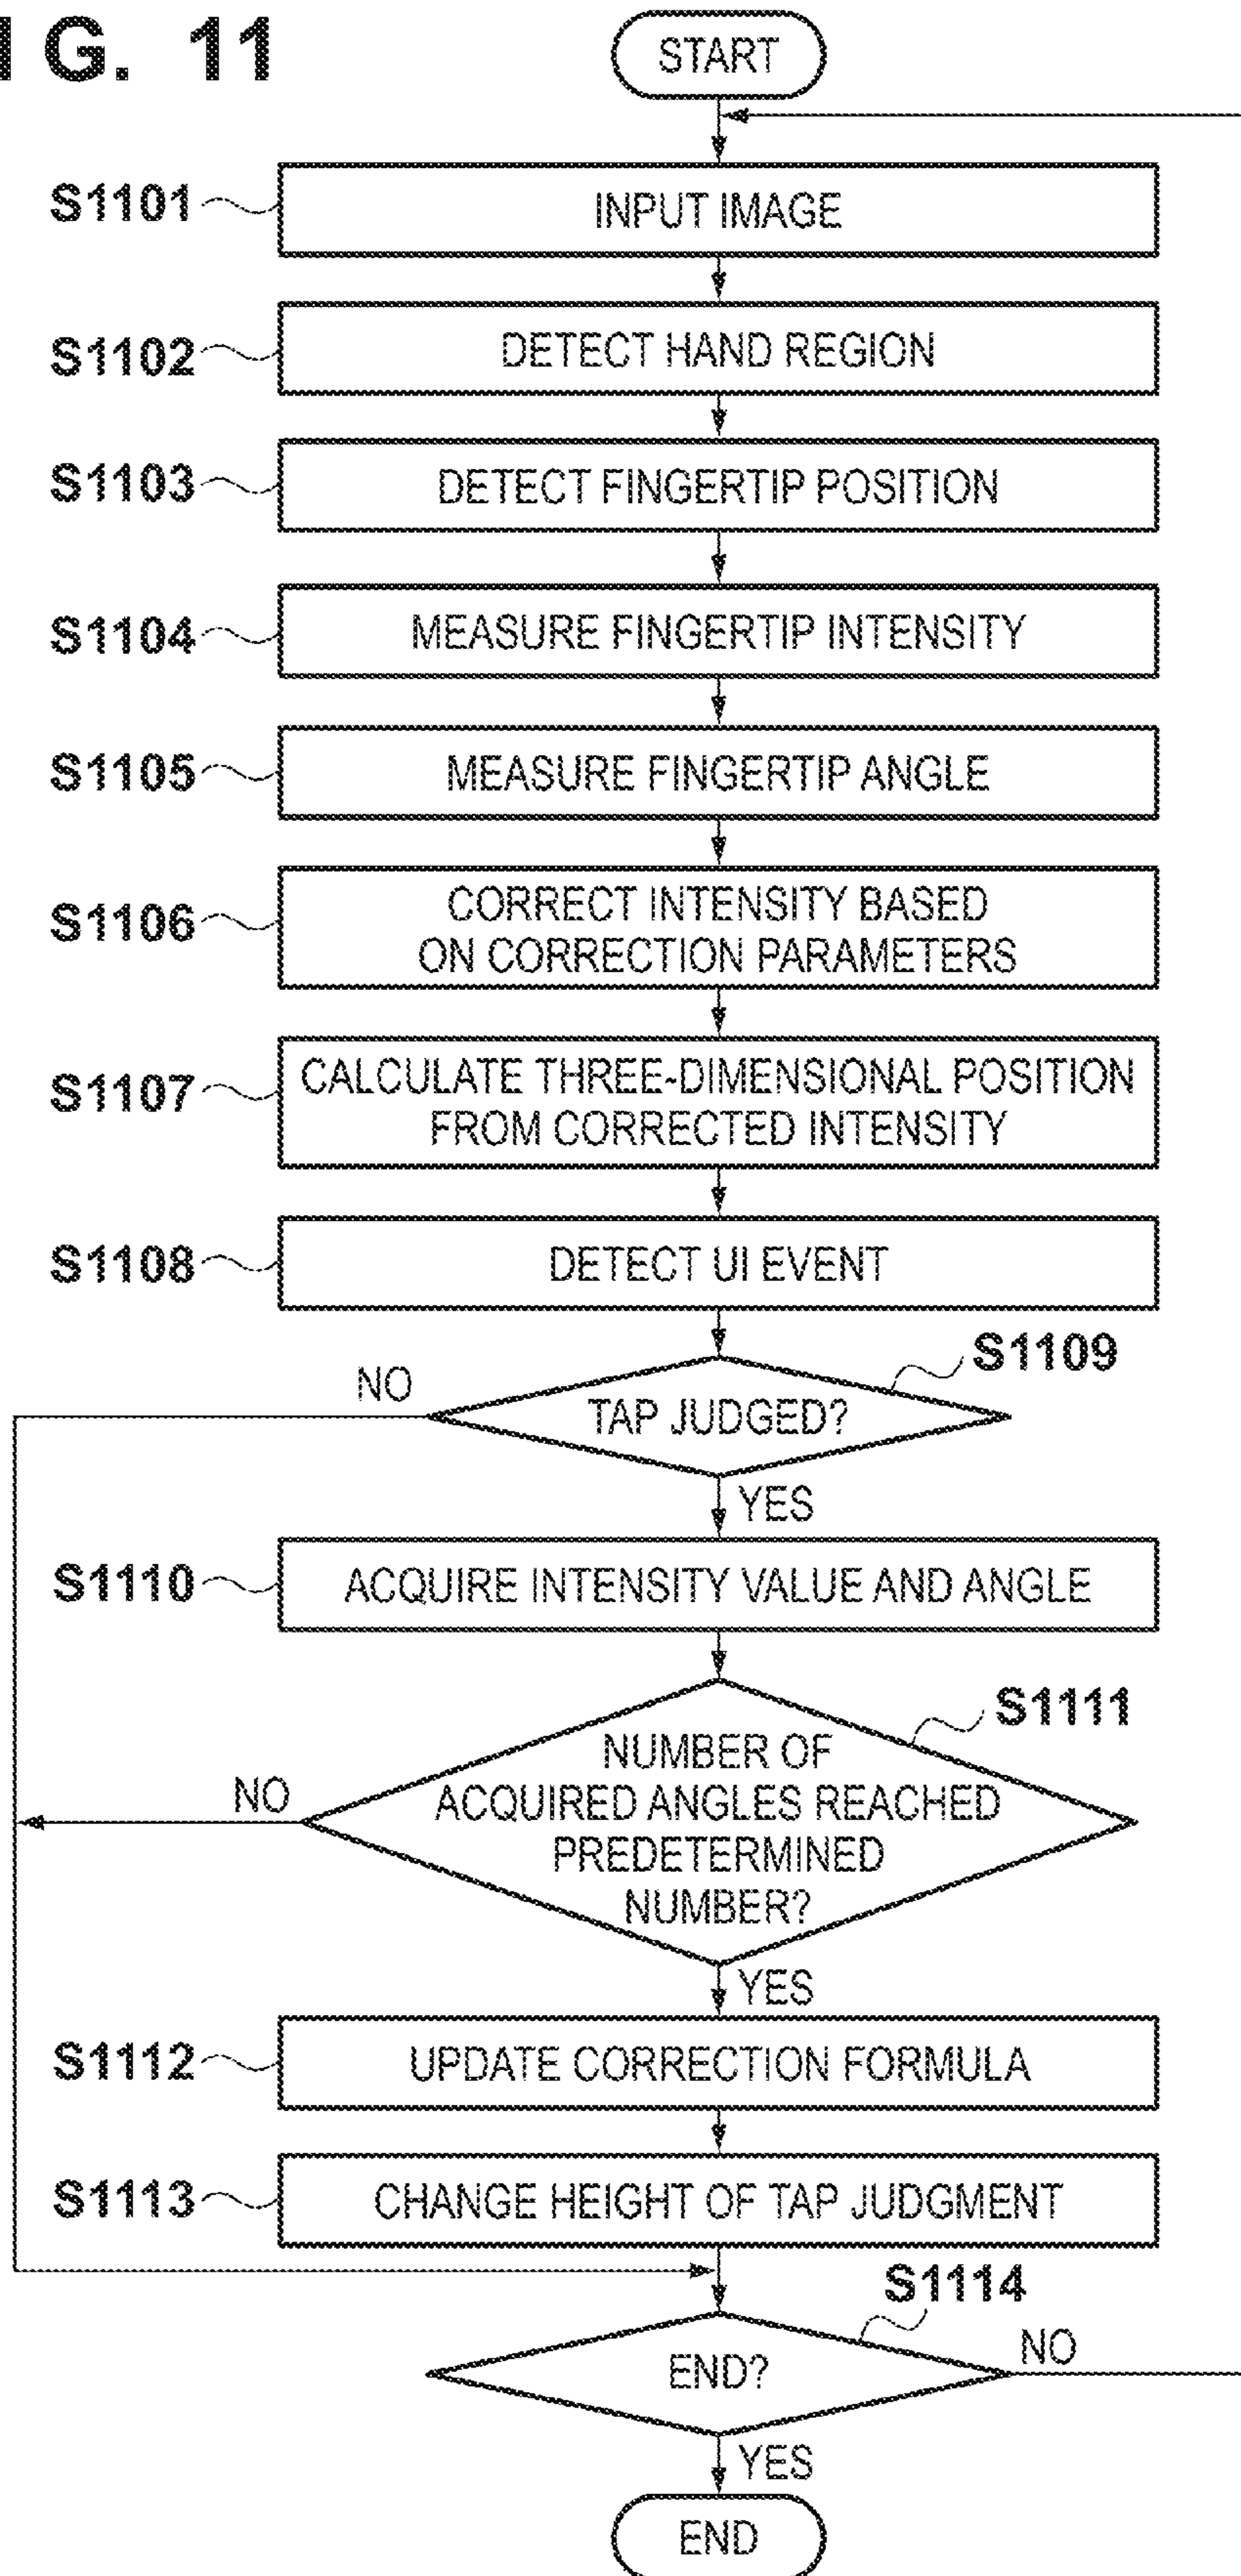 IG. 11
START
S1101
INPUT IMAGE
S1102
DETECT HAND REGION
S1103
DETECT FINGERTIP POSITION
S1104
MEASURE FINGERTIP INTENSITY
S1105
MEASURE FINGERTIP ANGLE
S1106
CORRECT INTENSITY BASED
ON CORRECTION PARAMETERS
S1107
CALCULATE THREE-DIMENSIONAL POSITION
FROM CORRECTED INTENSITY
S1108
DETECT UI EVENT
S1109
NO
TAP JUDGED?
YES
S1110
ACQUIRE INTENSITY VALUE AND ANGLE
S1111
NO
NUMBER OF
ACQUIRED ANGLES REACHED
PREDETERMINED
NUMBER?
YES
S1112
UPDATE CORRECTION FORMULA
S1113
CHANGE HEIGHT OF TAP JUDGMENT
S1114
END?
NO
YES
END